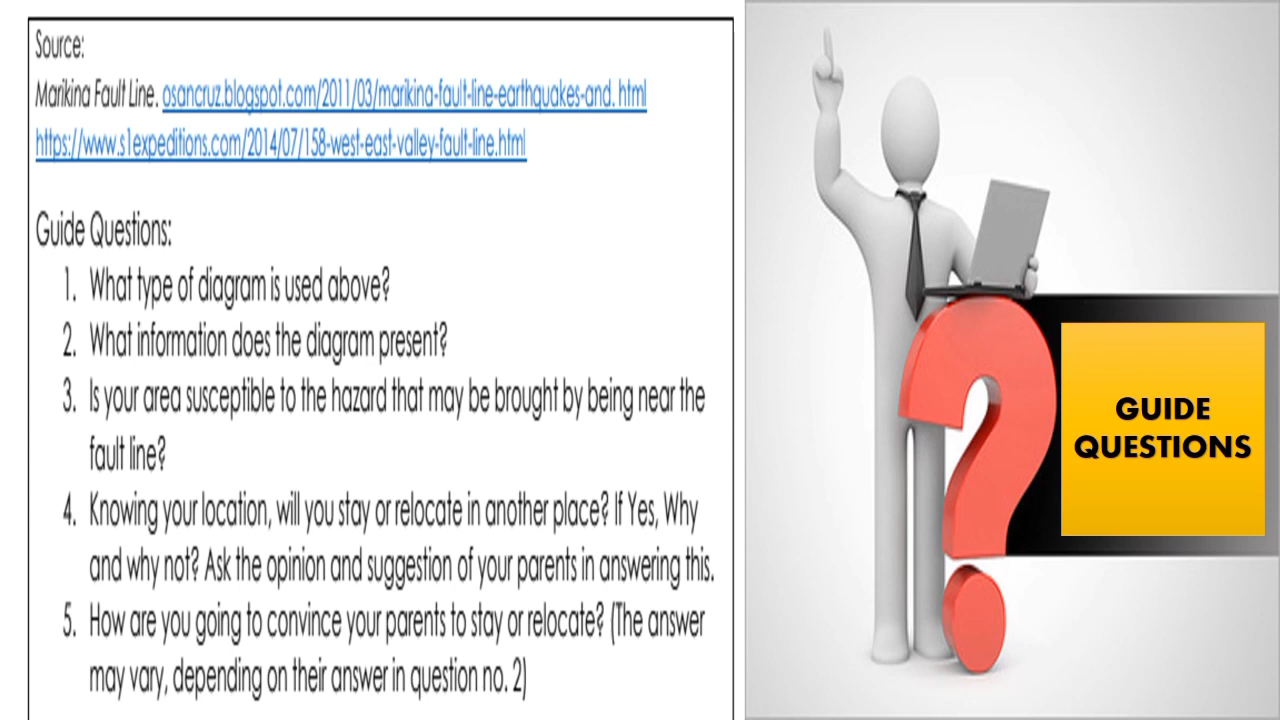 Source:
Marikina Fault Line. osancruz.blogspot.com/2011/03/marikina-fault-line-earthquakes-and. html
https://www.s1expeditions.com/2014/07/158-west-east-valley-fault-line.html
Guide Questions:
1. What type of diagram is used above?
2. What information does the diagram present?
3. Is your area susceptible to the hazard that may be brought by being near the
fault line?
4. Knowing your location, will you stay or relocate in another place? If Yes, Why
and why not? Ask the opinion and suggestion of your parents in answering this.
5. How are you going to convince your parents to stay or relocate? (The answer
may vary, depending on their answer in question no. 2)
GUIDE
QUESTIONS